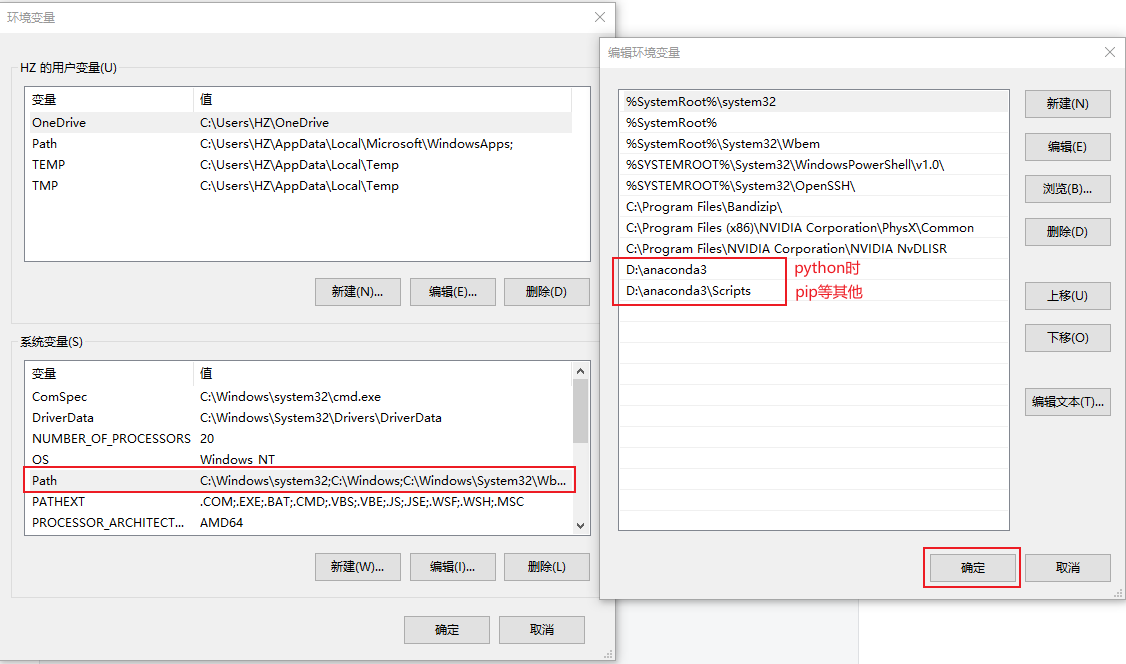 环境变量
HZ 的用户变量(U)
变量 值
OneDrive C:\Users\HZ\OneDrive
Path C:\Users\HZ\AppData\Local\Microsoft\WindowsApps;
TEMP C:\Users\HZ\AppData\Local\Temp
TMP C:\Users\HZ\AppData\Local\Temp
新建(N)... 编辑(E)... 删除(D)
系统变量(S)
变量 值
ComSpec C:\Windows\system32\cmd.exe
DriverData C:\Windows\System32\Drivers\DriverData
NUMBER_OF_PROCESSORS 20
OS Windows_NT
Path C:\Windows\system32;C:\Windows;C:\Windows\System32\Wb...
PATHEXT .COM;.EXE;.BAT;.CMD;.VBS;.VBE;.JS;.JSE;.WSF;.WSH;.MSC
PROCESSOR_ARCHITECT... AMD64
新建(W)... 编辑(I)... 删除(L)
确定 取消
编辑环境变量
%SystemRoot%\system32
%SystemRoot%
%SystemRoot%\System32\Wbem
%SYSTEMROOT%\System32\WindowsPowerShell\v1.0\
%SYSTEMROOT%\System32\OpenSSH\
C:\Program Files\Bandizip\
C:\Program Files (x86)\NVIDIA Corporation\PhysX\Common
C:\Program Files\NVIDIA Corporation\NVIDIA NvDLISR
D:\anaconda3 python时
D:\anaconda3\Scripts pip等其他
新建(N)
编辑(E)
浏览(B)...
删除(D)
上移(U)
下移(O)
编辑文本(T)...
确定 取消